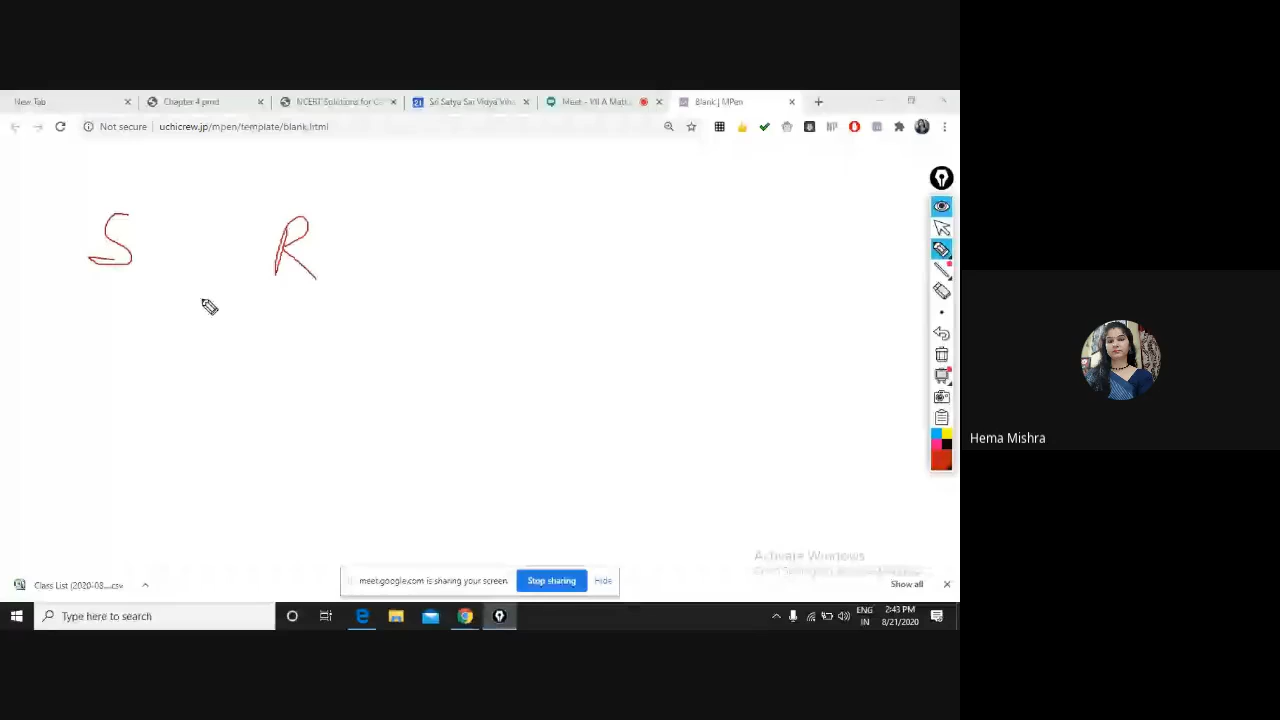 New Tab Chapter 4.pmd NCERT Solutions for Sri Satya Sai Vidya Viha Meet - VII A Mat Blank | MPen
Not secure uchicrew.jp/mpen/template/blank.html
S R
Hema Mishra
Activate Windows
Class List (2020-08....csv meet.google.com is sharing your screen. Stop sharing Hide Show all
Type here to search ENG 2:43 PM
IN 8/21/2020